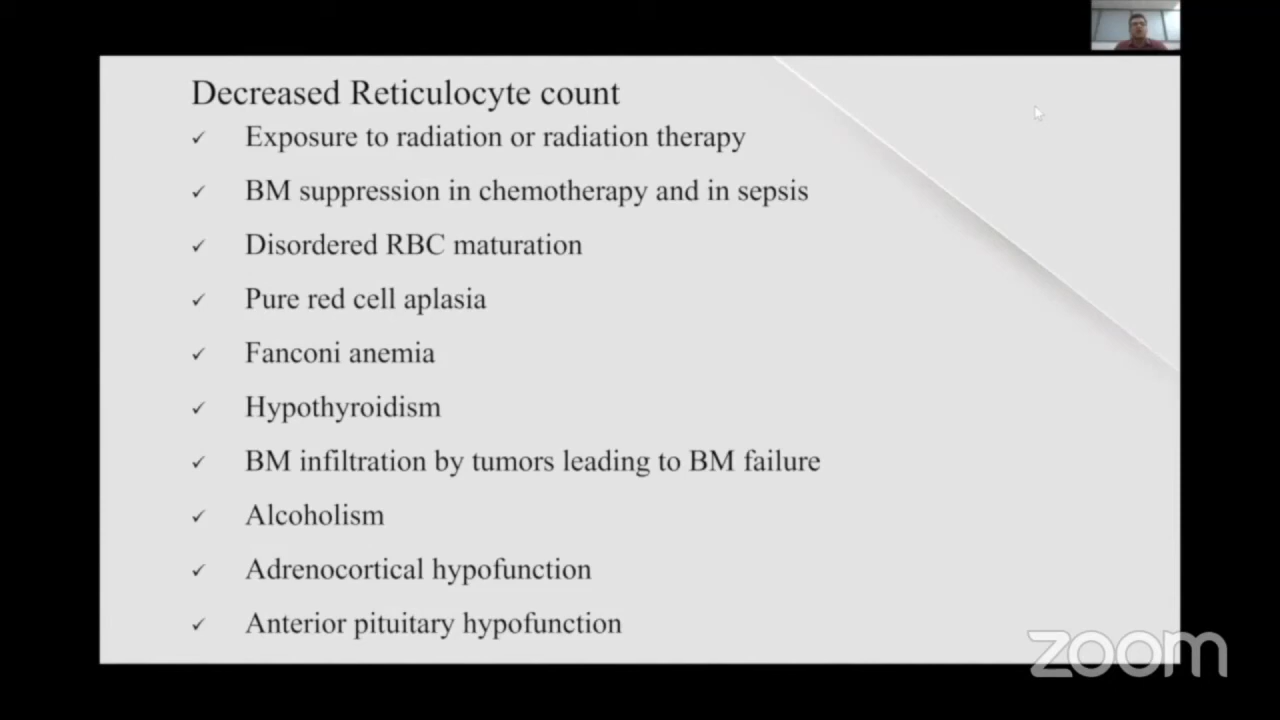 Decreased Reticulocyte count
✓ Exposure to radiation or radiation therapy
✓ BM suppression in chemotherapy and in sepsis
✓ Disordered RBC maturation
✓ Pure red cell aplasia
✓ Fanconi anemia
✓ Hypothyroidism
✓ BM infiltration by tumors leading to BM failure
✓ Alcoholism
✓ Adrenocortical hypofunction
✓ Anterior pituitary hypofunction
zoom